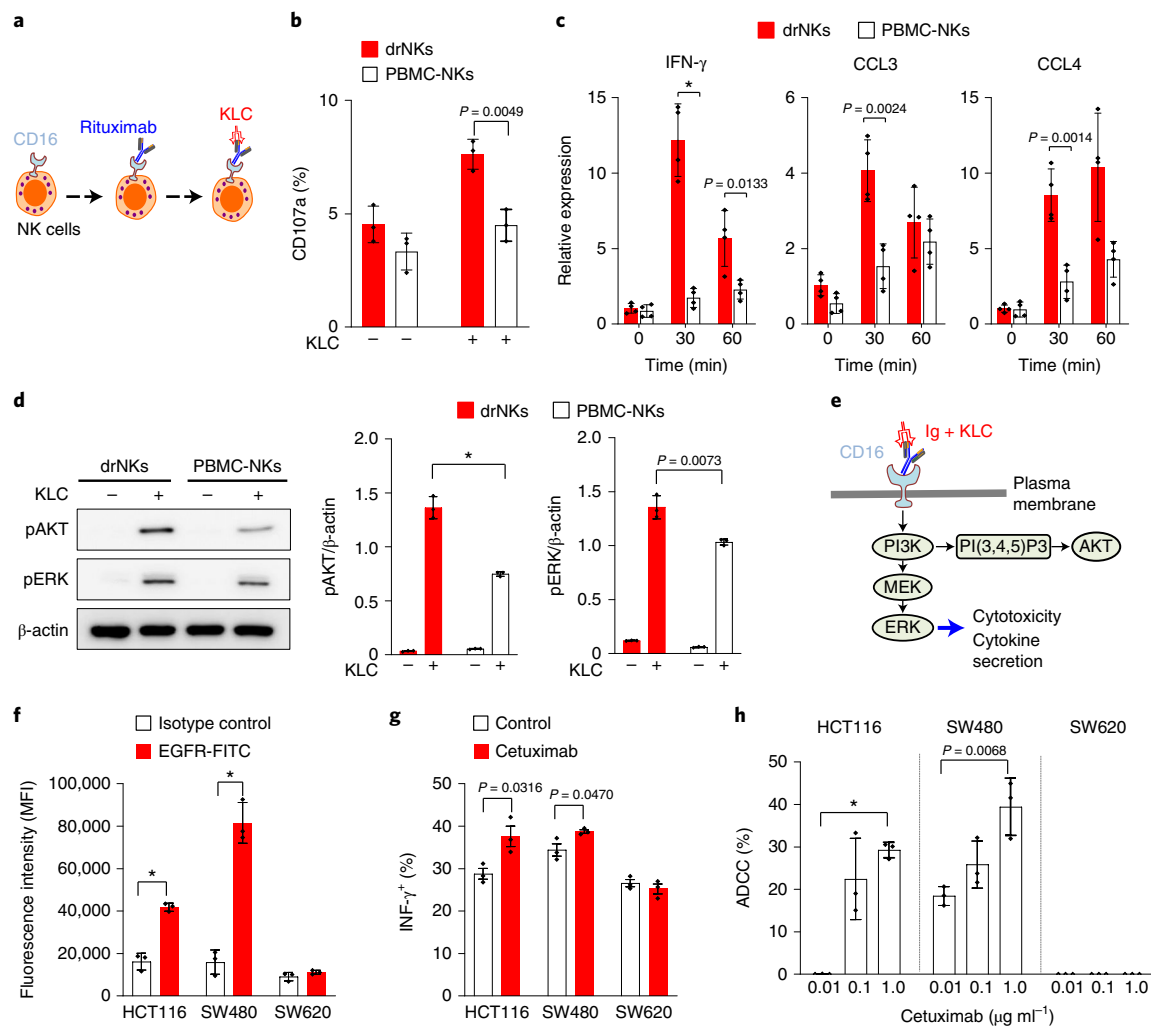 a
CD16
Rituximab
KLC
NK cells
b
drNKs
PBMC-NKs
P = 0.0049
CD107a (%)
10
5
0
KLC
– – + +
c
drNKs PBMC-NKs
IFN-γ
CCL3
CCL4
Relative expression
15
10
5
0
*
P = 0.0133
0 30 60
Time (min)
6
4
2
0
P = 0.0024
0 30 60
Time (min)
15
10
5
0
P = 0.0014
0 30 60
Time (min)
d
drNKs PBMC-NKs
KLC – + – +
pAKT
pERK
β-actin
drNKs PBMC-NKs
pAKT/β-actin
2.0
1.5
1.0
0.5
0
*
KLC – + – +
pERK/β-actin
2.0
1.5
1.0
0.5
0
P = 0.0073
KLC – + – +
e
Ig + KLC
CD16
Plasma
membrane
PI3K PI(3,4,5)P3 AKT
MEK
ERK
Cytotoxicity
Cytokine
secretion
f
Isotype control
EGFR-FITC
Fluorescence intensity (MFI)
100,000
80,000
60,000
40,000
20,000
0
*
*
HCT116 SW480 SW620
g
Control
Cetuximab
INF-γ+ (%)
50
40
30
20
10
0
P = 0.0316
P = 0.0470
HCT116 SW480 SW620
h
HCT116 SW480 SW620
ADCC (%)
50
40
30
20
10
0
*
P = 0.0068
0.01 0.1 1.0 0.01 0.1 1.0 0.01 0.1 1.0
Cetuximab (μg ml−1)